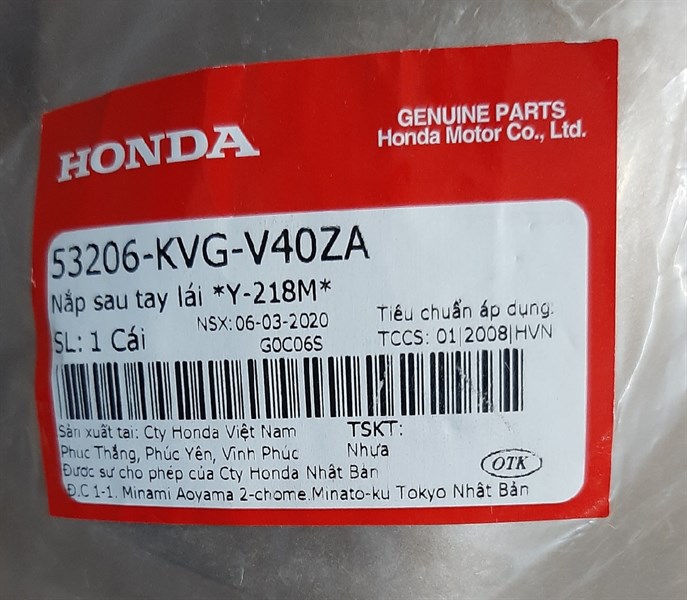 HONDA
GENUINE PARTS
Honda Motor Co., Ltd.
53206-KVG-V40ZA
Nắp sau tay lái *Y-218M*
NSX: 06-03-2020
Tiêu chuẩn áp dụng:
SL: 1 Cái
G0C06S
TCCS: 01|2008|HVN
Sản xuất tại: Cty Honda Việt Nam
TSKT:
Phúc Thắng, Phúc Yên, Vĩnh Phúc
Nhựa
Được sự cho phép của Cty Honda Nhật Bản
OTK
Đ.C 1-1. Minami Aoyama 2-chome.Minato-ku Tokyo Nhật Bản